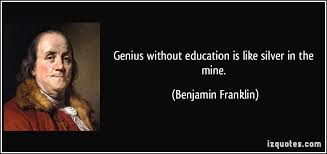 Genius without education is like silver in the
mine.
(Benjamin Franklin)
izquotes.com